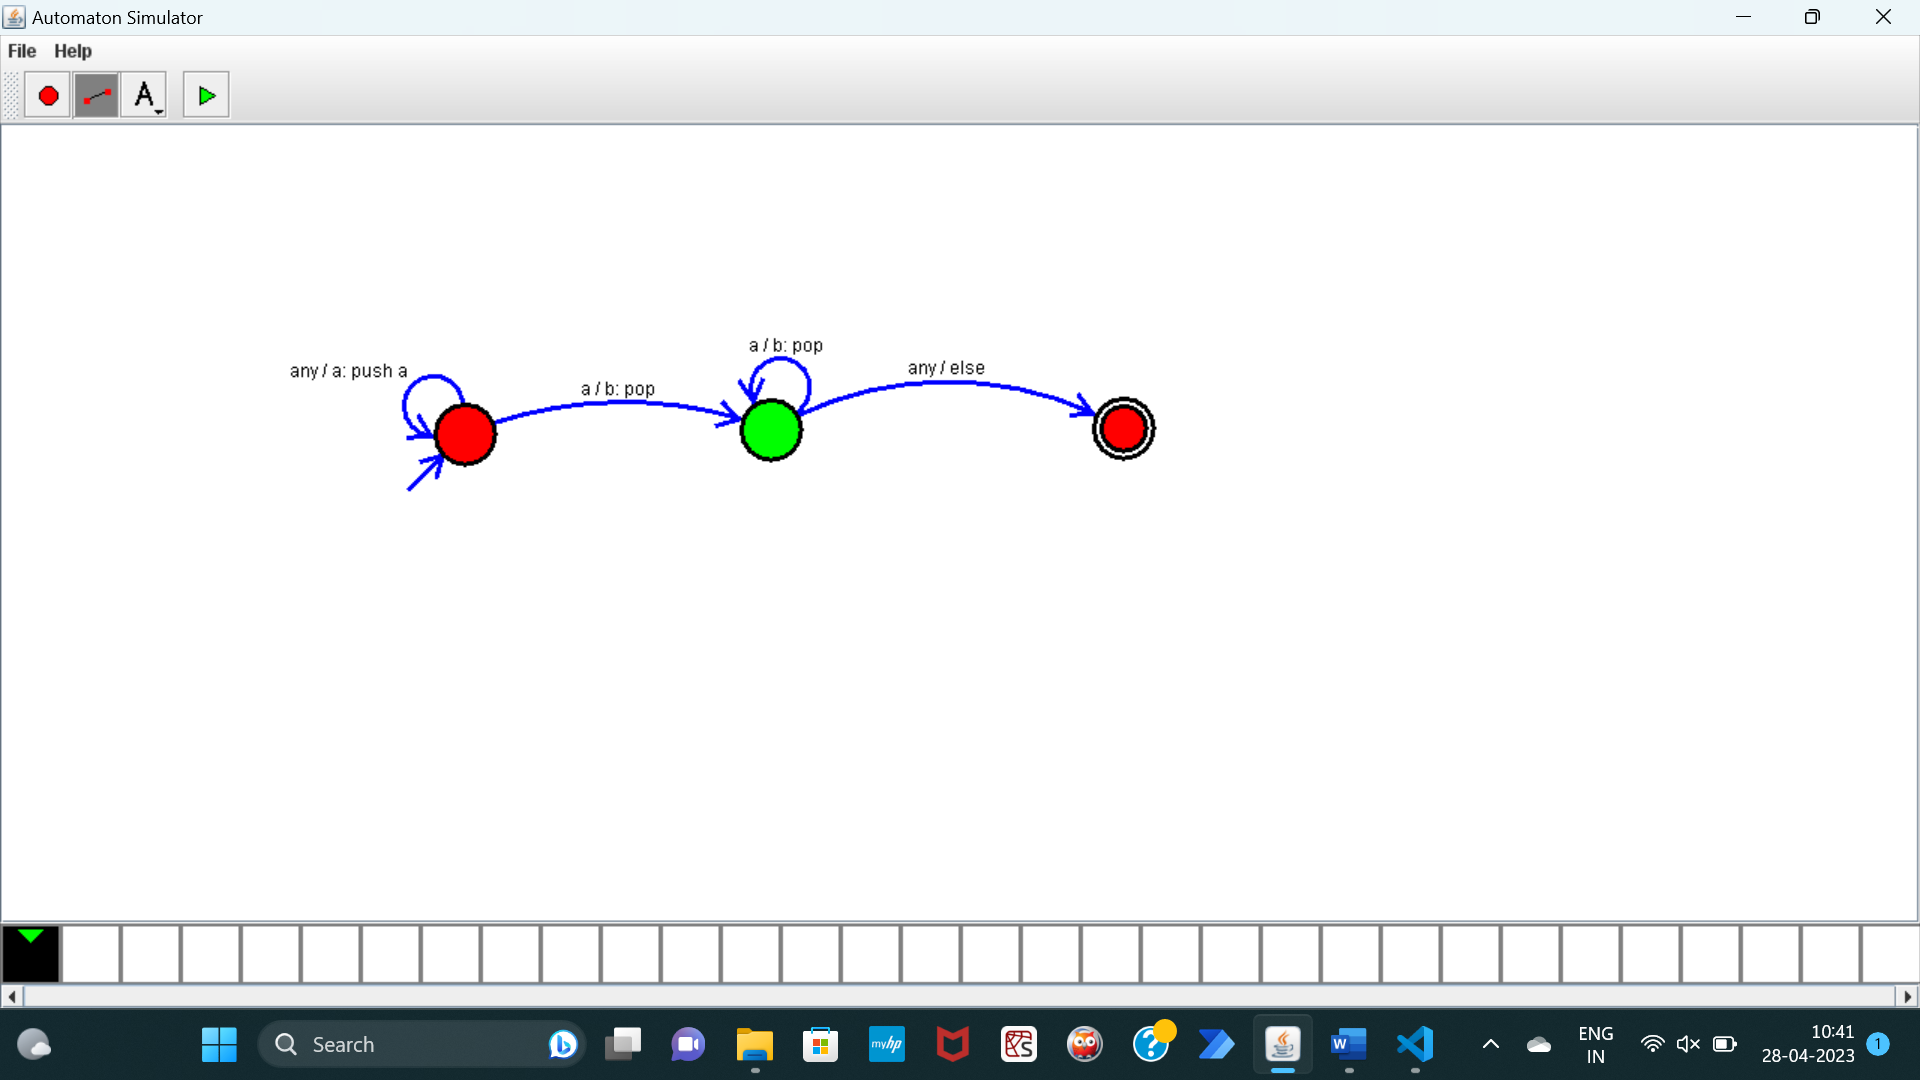 Automaton Simulator
File Help
A
any / a: push a
a / b: pop
a / b: pop
any / else
Search
myhp
W
ENG
IN
10:41
28-04-2023
1